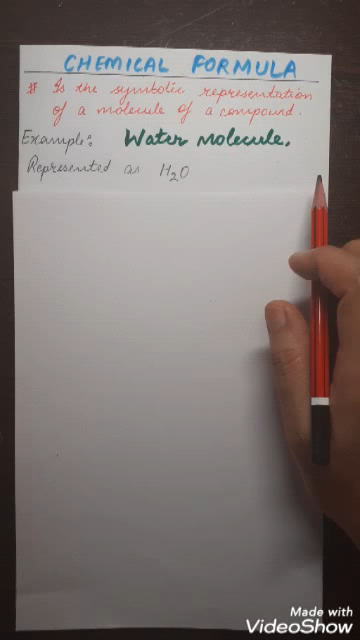 CHEMICAL FORMULA
# Is the symbolic representation
of a molecule of a compound.
Example:- Water molecule.
Represented as H₂O
Made with
VideoShow